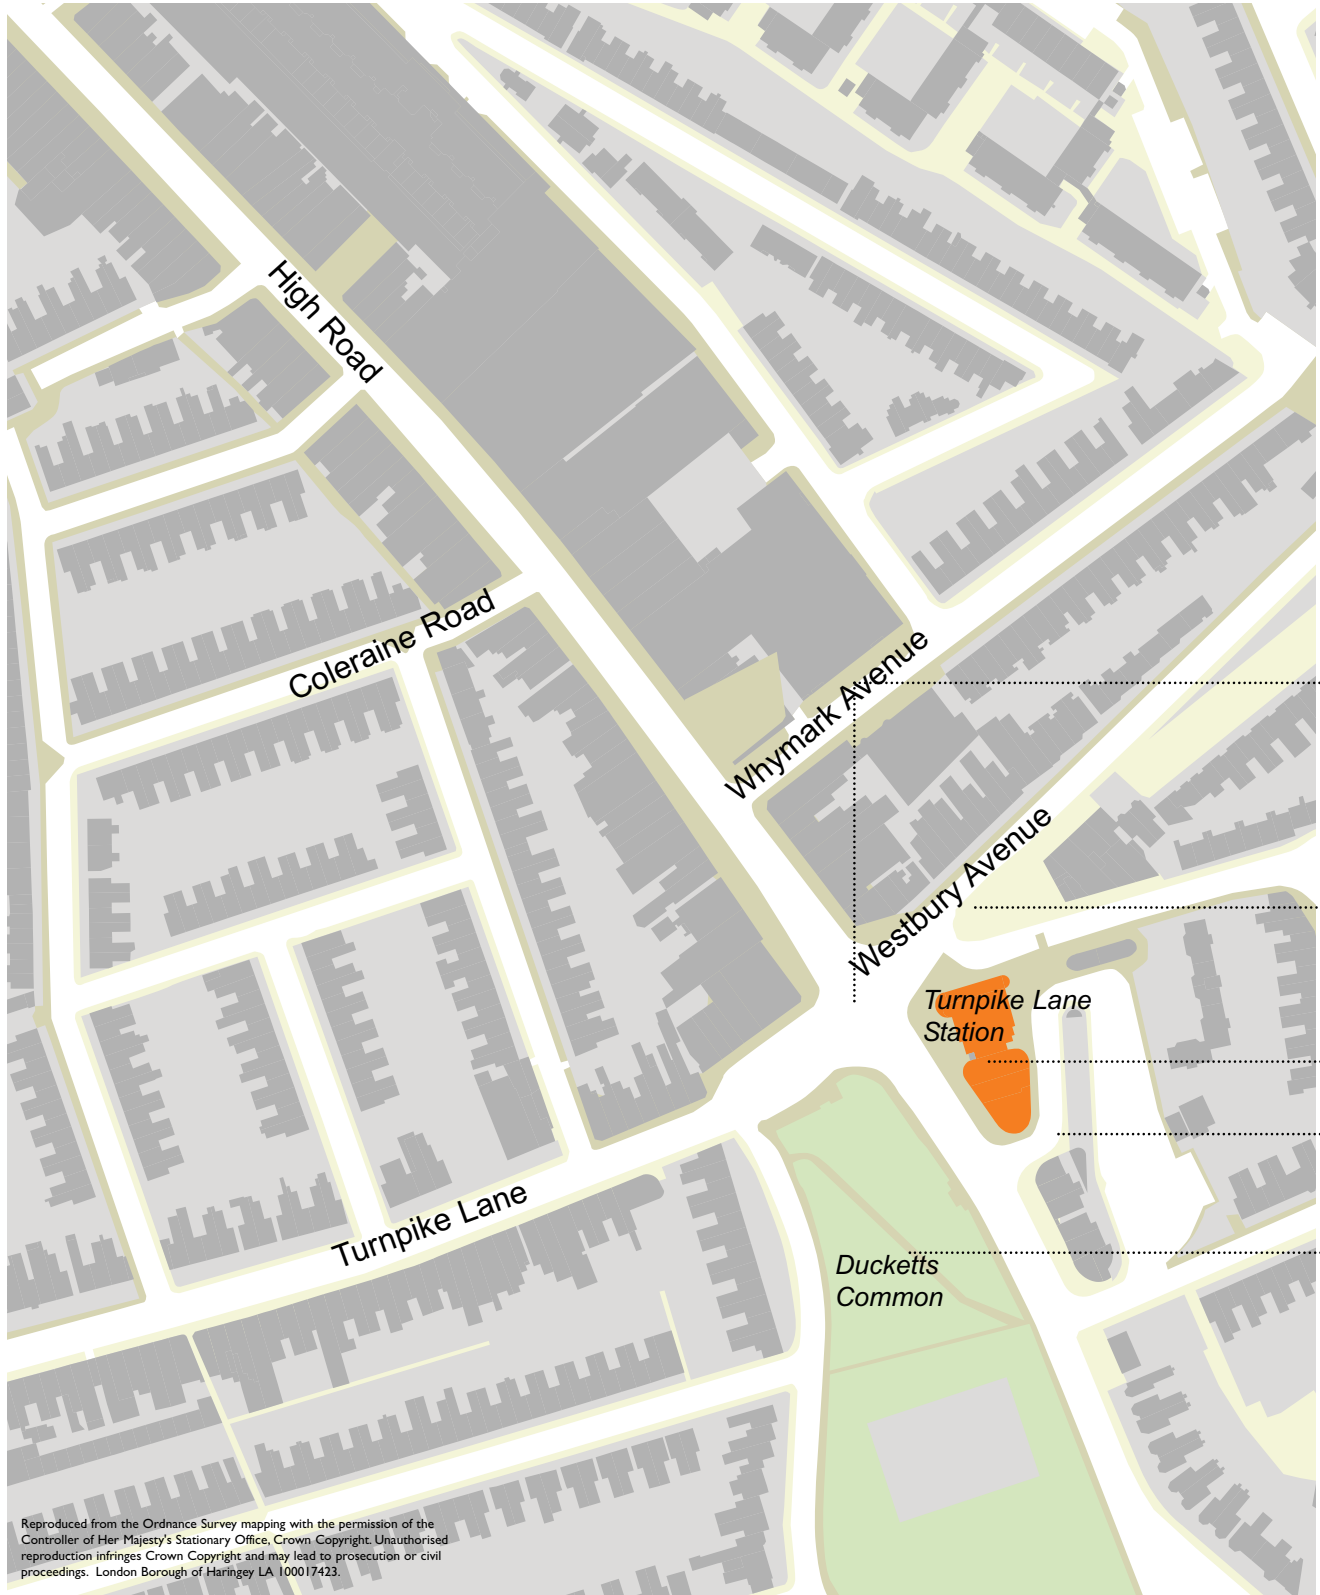 High Road
Coleraine Road
Whymark Avenue
Westbury Avenue
Turnpike Lane
Station
Turnpike Lane
Ducketts
Common
Reproduced from the Ordnance Survey mapping with the permission of the
Controller of Her Majesty's Stationary Office, Crown Copyright. Unauthorised
reproduction infringes Crown Copyright and may lead to prosecution or civil
proceedings. London Borough of Haringey LA 100017423.